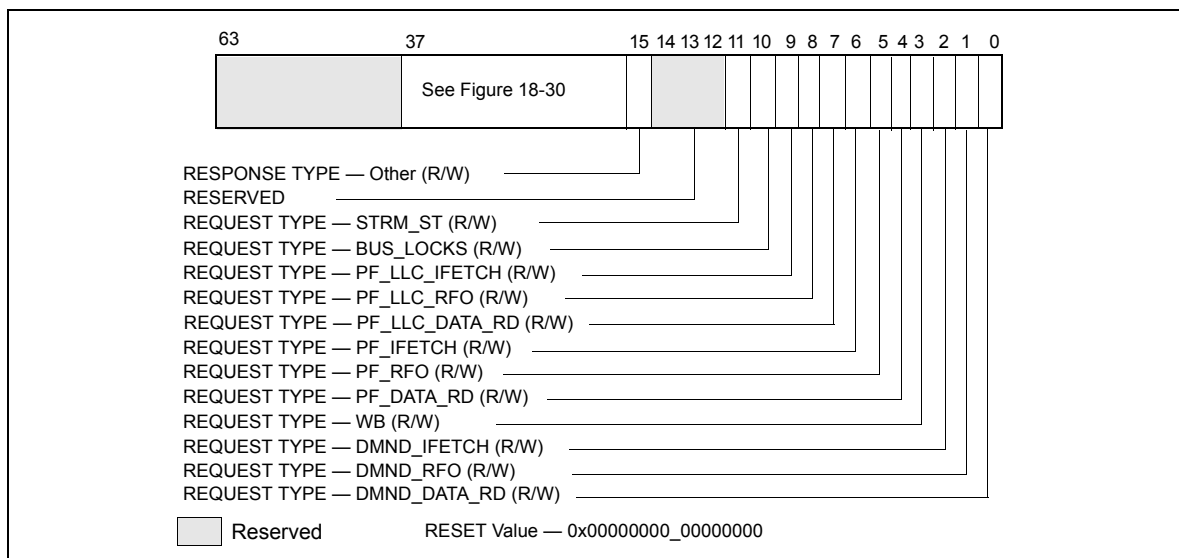 63 37 15 14 13 12 11 10 9 8 7 6 5 4 3 2 1 0
See Figure 18-30
RESPONSE TYPE — Other (R/W)
RESERVED
REQUEST TYPE — STRM_ST (R/W)
REQUEST TYPE — BUS_LOCKS (R/W)
REQUEST TYPE — PF_LLC_IFETCH (R/W)
REQUEST TYPE — PF_LLC_RFO (R/W)
REQUEST TYPE — PF_LLC_DATA_RD (R/W)
REQUEST TYPE — PF_IFETCH (R/W)
REQUEST TYPE — PF_RFO (R/W)
REQUEST TYPE — PF_DATA_RD (R/W)
REQUEST TYPE — WB (R/W)
REQUEST TYPE — DMND_IFETCH (R/W)
REQUEST TYPE — DMND_RFO (R/W)
REQUEST TYPE — DMND_DATA_RD (R/W)
Reserved RESET Value — 0x00000000_00000000